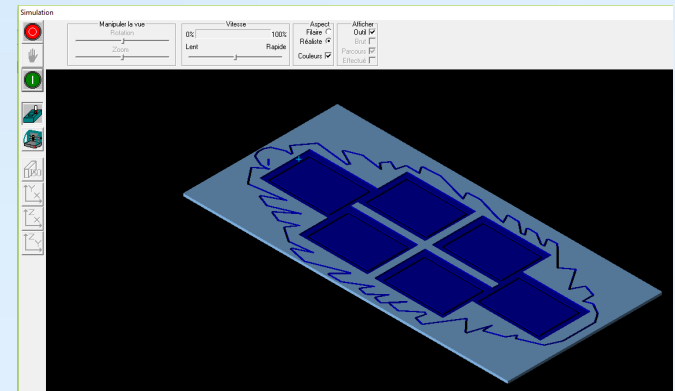 Simulation
Manipuler la vue
Rotation
Zoom
Vitesse
0% 100%
Lent Rapide
Aspect
Filaire
Réaliste
Couleurs
Afficher
Outil
Brut
Parcours
Effectué
Y X
Z X
Z Y